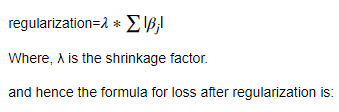 regularization=λ * ∑|βj|
Where, λ is the shrinkage factor.
and hence the formula for loss after regularization is: